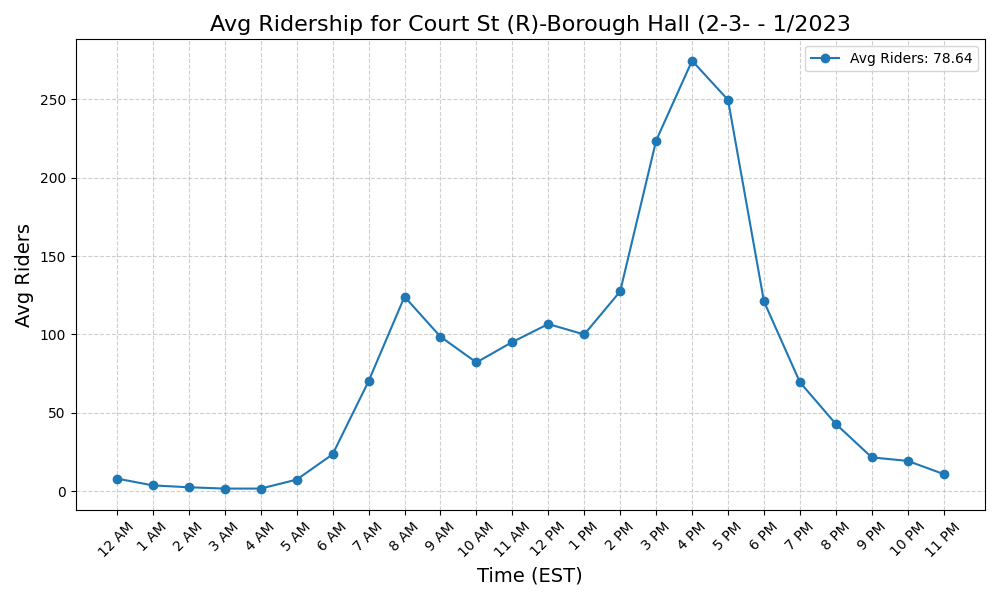 Avg Ridership for Court St (R)-Borough Hall (2-3- - 1/2023
Avg Riders: 78.64
250
200
150
100
50
0
Avg Riders
12 AM
1 AM
2 AM
3 AM
4 AM
5 AM
6 AM
7 AM
8 AM
9 AM
10 AM
11 AM
12 PM
1 PM
2 PM
3 PM
4 PM
5 PM
6 PM
7 PM
8 PM
9 PM
10 PM
11 PM
Time (EST)